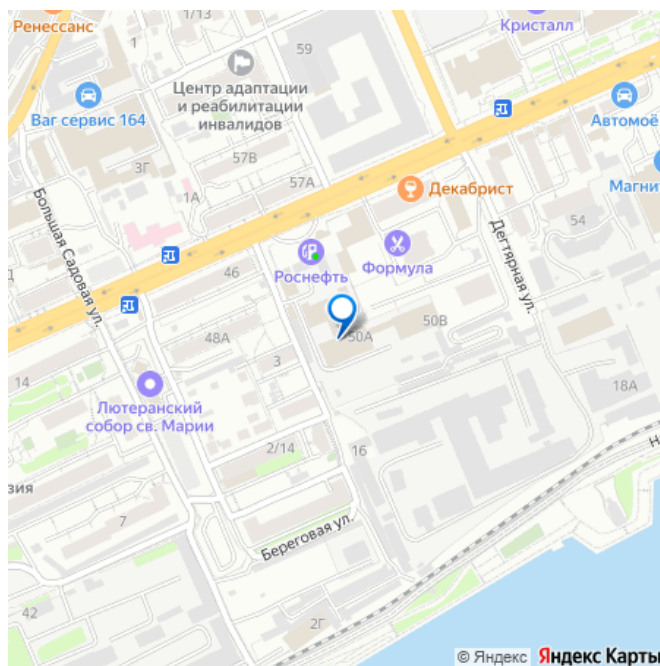 Ренессанс
1/13
59
Кристалл
Центр адаптации
и реабилитации
инвалидов
Ваг сервис 164
1
3Г
57В
Автомоё
1А
57А
Декабрист
Магнит
Большая Садовая ул.
54
Дегтярная ул.
Роснефть
Формула
46
50В
50А
48А
3
14
18А
Лютеранский
собор св. Марии
2/14
16
Н
зия
7
Береговая ул.
42
2Г
© Яндекс Яндекс Карты